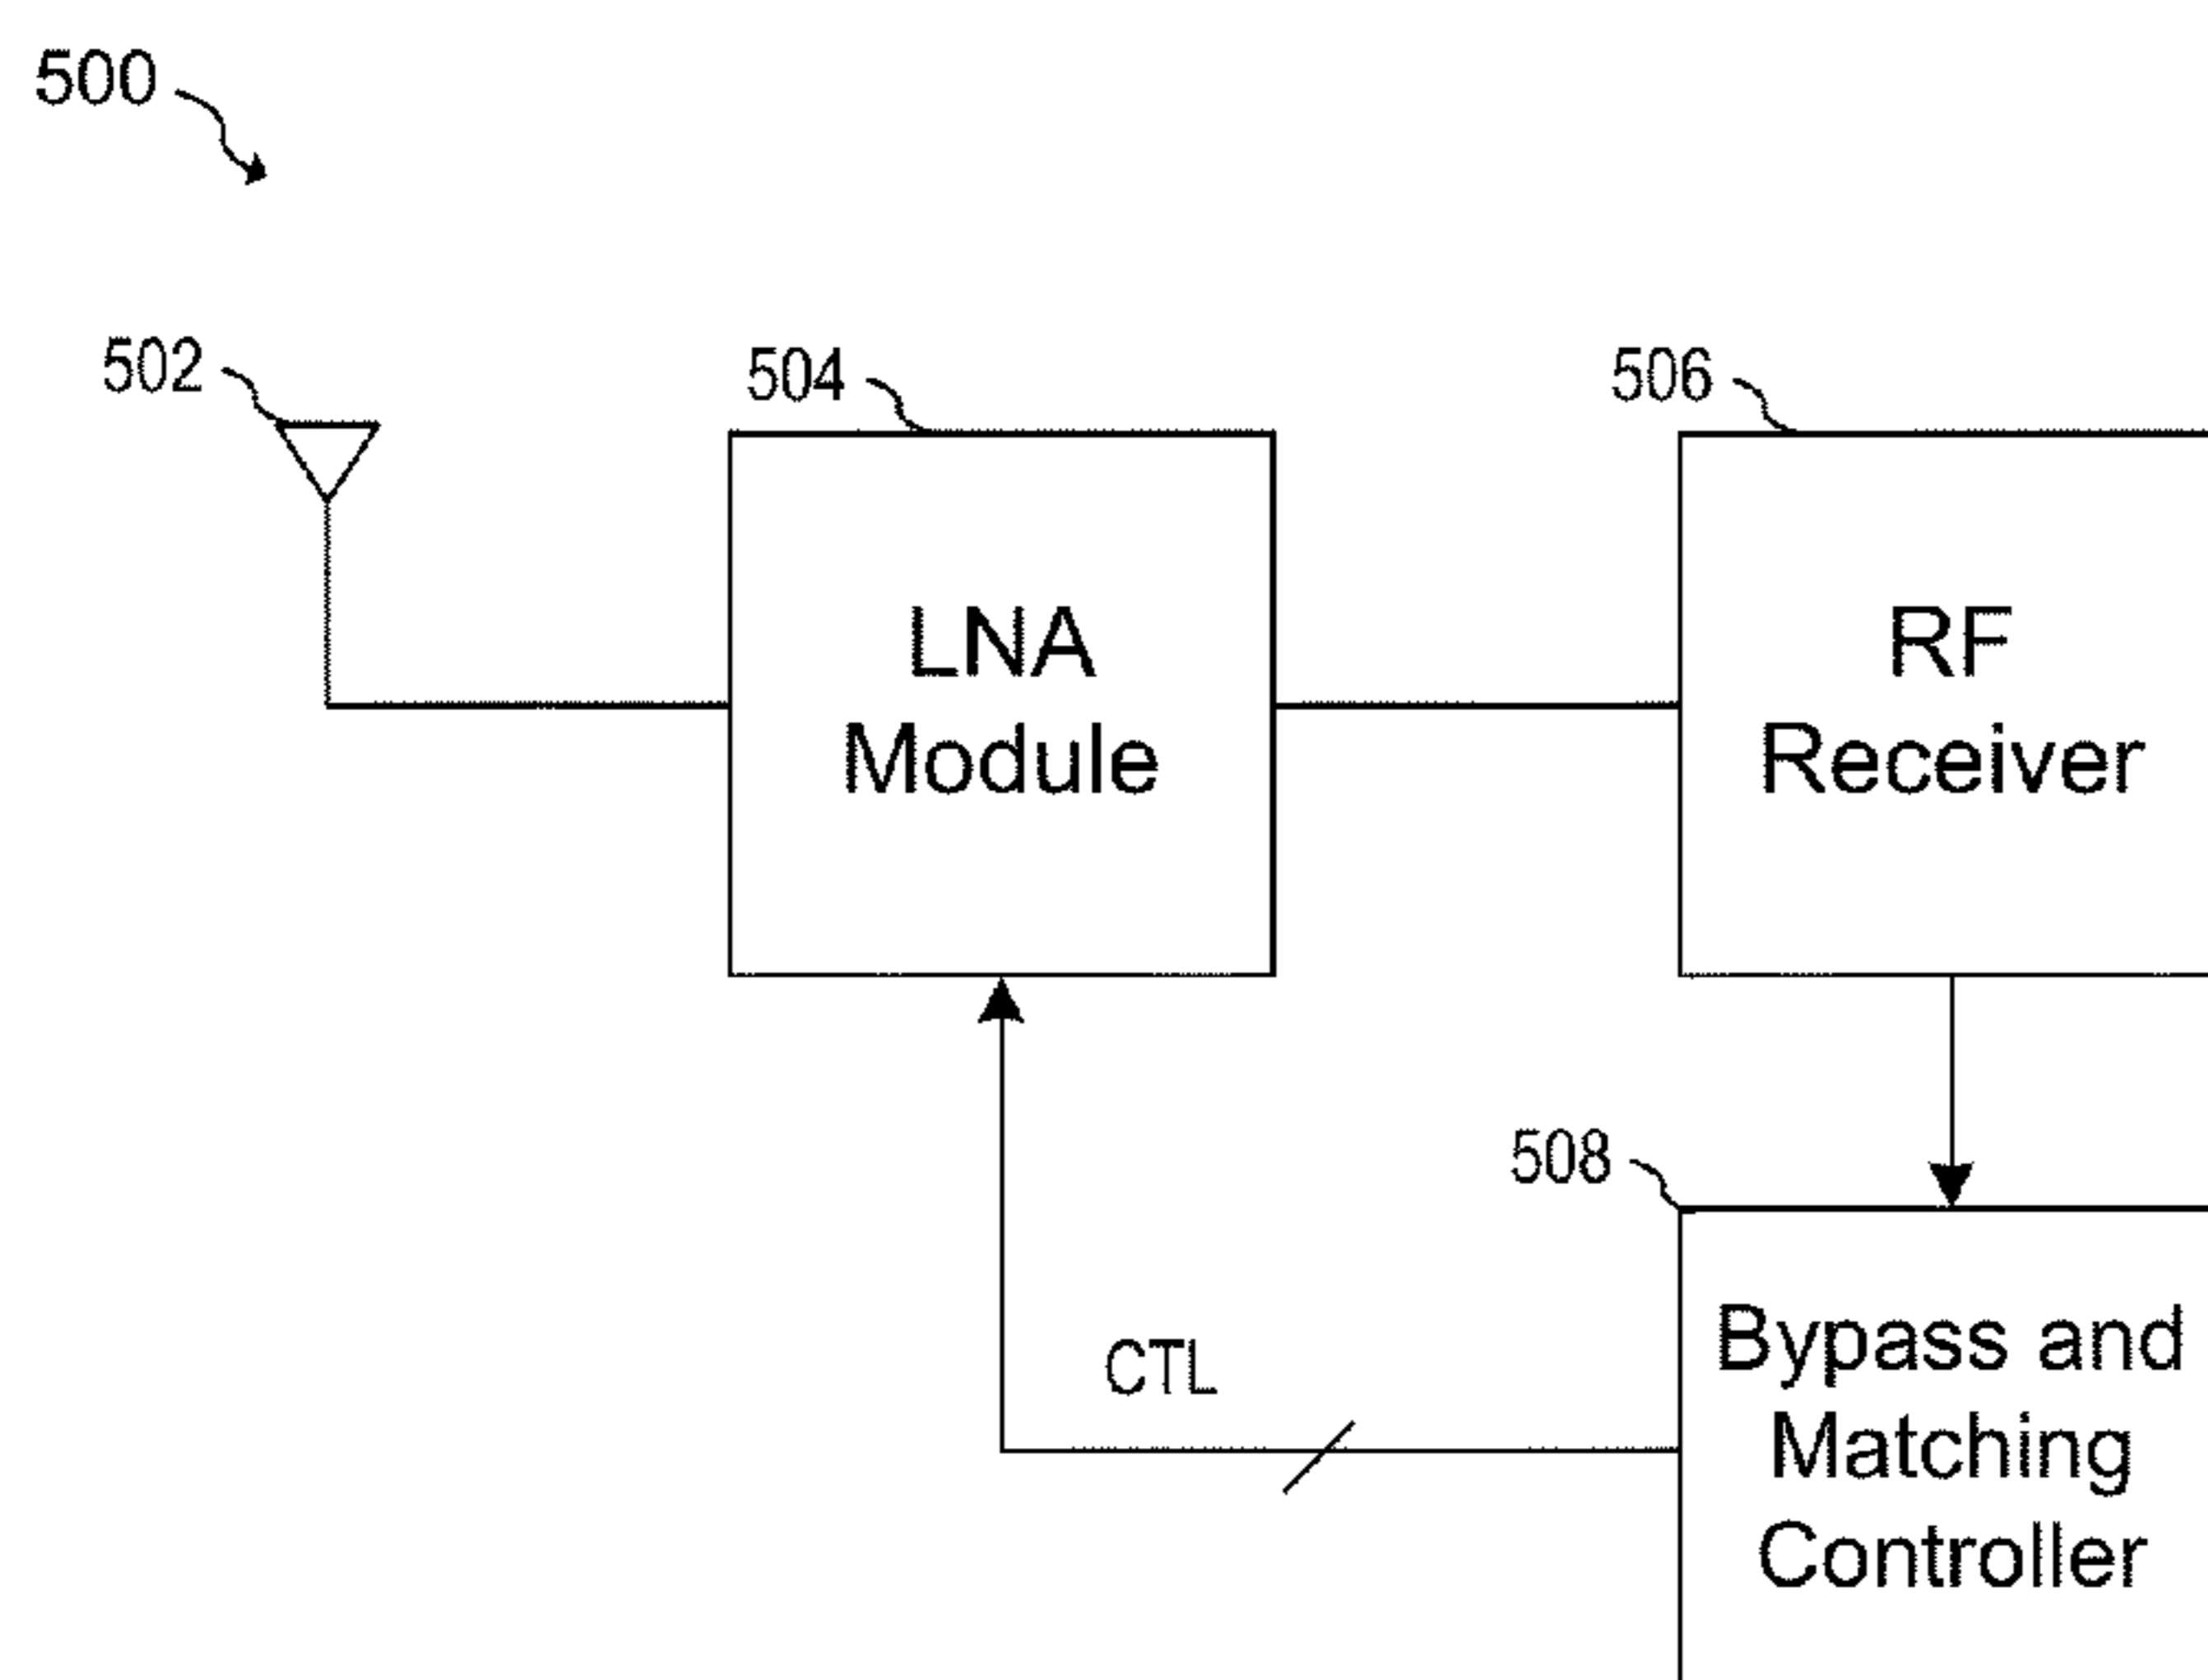 500
502
504
506
LNA
Module
RF
Receiver
508
CTL
Bypass and
Matching
Controller